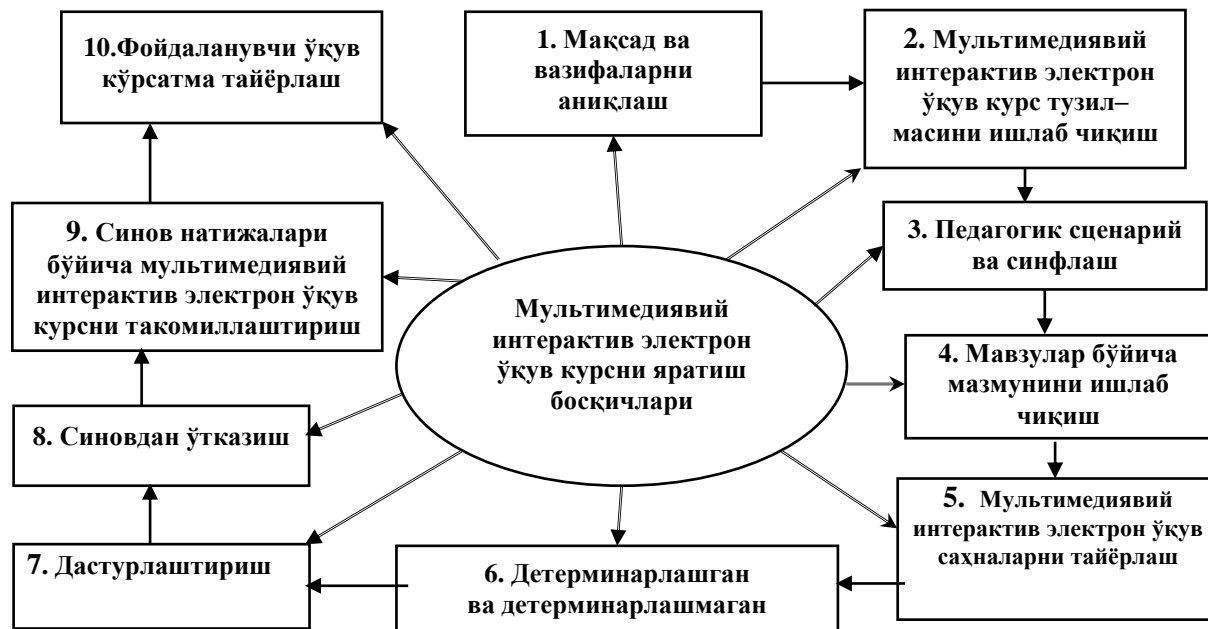 10.Фойдаланувчи ўқув
кўрсатма тайёрлаш
1. Мақсад ва
вазифаларни
аниқлаш
2. Мультимедиявий
интерактив электрон
ўқув курс тузил–
масини ишлаб чиқиш
3. Педагогик сценарий
ва синфлаш
4. Мавзулар бўйича
мазмунини ишлаб
чиқиш
5. Мультимедиявий
интерактив электрон ўқув
саҳналарни тайёрлаш
6. Детерминарлашган
ва детерминарлашмаган
7. Дастурлаштириш
8. Синовдан ўтказиш
9. Синов натижалари
бўйича мультимедиявий
интерактив электрон ўқув
курсни такомиллаштириш
Мультимедиявий
интерактив электрон
ўқув курсни яратиш
босқичлари